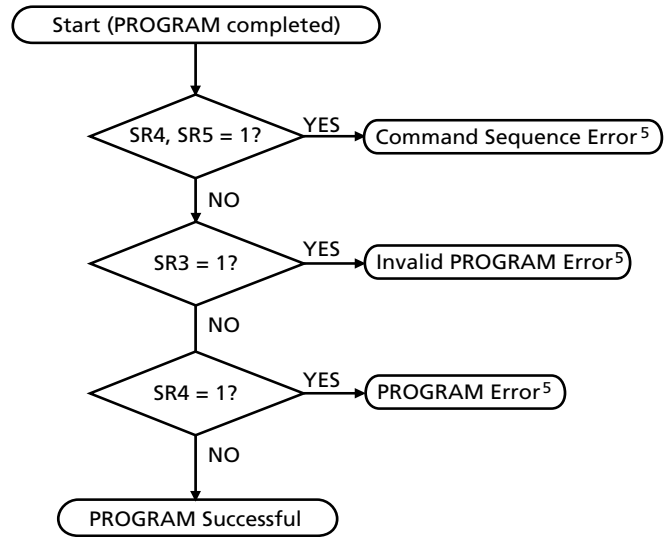 Start (PROGRAM completed)
SR4, SR5 = 1?
YES
Command Sequence Error⁵
NO
SR3 = 1?
YES
Invalid PROGRAM Error⁵
NO
SR4 = 1?
YES
PROGRAM Error⁵
NO
PROGRAM Successful